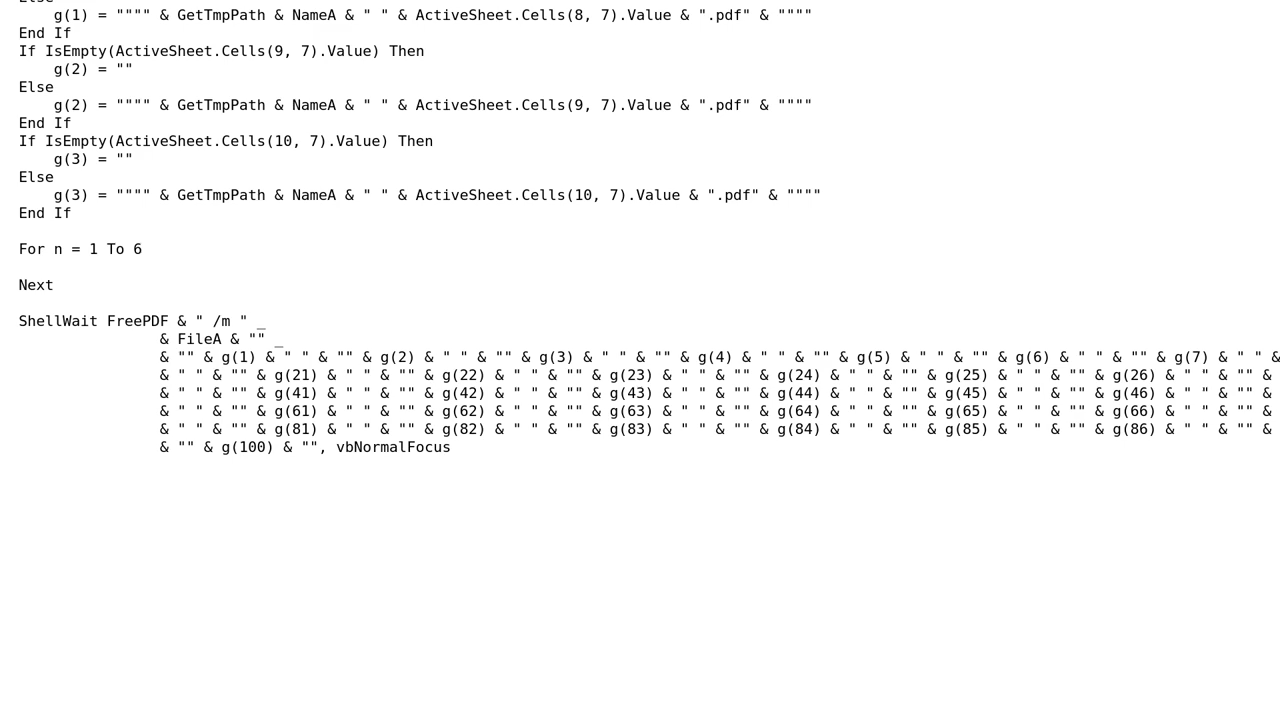 Else
g(1) = """" & GetTmpPath & NameA & " " & ActiveSheet.Cells(8, 7).Value & ".pdf" & """"
End If
If IsEmpty(ActiveSheet.Cells(9, 7).Value) Then
g(2) = ""
Else
g(2) = """" & GetTmpPath & NameA & " " & ActiveSheet.Cells(9, 7).Value & ".pdf" & """"
End If
If IsEmpty(ActiveSheet.Cells(10, 7).Value) Then
g(3) = ""
Else
g(3) = """" & GetTmpPath & NameA & " " & ActiveSheet.Cells(10, 7).Value & ".pdf" & """"
End If
For n = 1 To 6
Next
ShellWait FreePDF & " /m " _
& FileA & "" _
& "" & g(1) & " " & "" & g(2) & " " & "" & g(3) & " " & "" & g(4) & " " & "" & g(5) & " " & "" & g(6) & " " & "" & g(7) & " " &
& " " & "" & g(21) & " " & "" & g(22) & " " & "" & g(23) & " " & "" & g(24) & " " & "" & g(25) & " " & "" & g(26) & " " & "" &
& " " & "" & g(41) & " " & "" & g(42) & " " & "" & g(43) & " " & "" & g(44) & " " & "" & g(45) & " " & "" & g(46) & " " & "" &
& " " & "" & g(61) & " " & "" & g(62) & " " & "" & g(63) & " " & "" & g(64) & " " & "" & g(65) & " " & "" & g(66) & " " & "" &
& " " & "" & g(81) & " " & "" & g(82) & " " & "" & g(83) & " " & "" & g(84) & " " & "" & g(85) & " " & "" & g(86) & " " & "" &
& "" & g(100) & "", vbNormalFocus